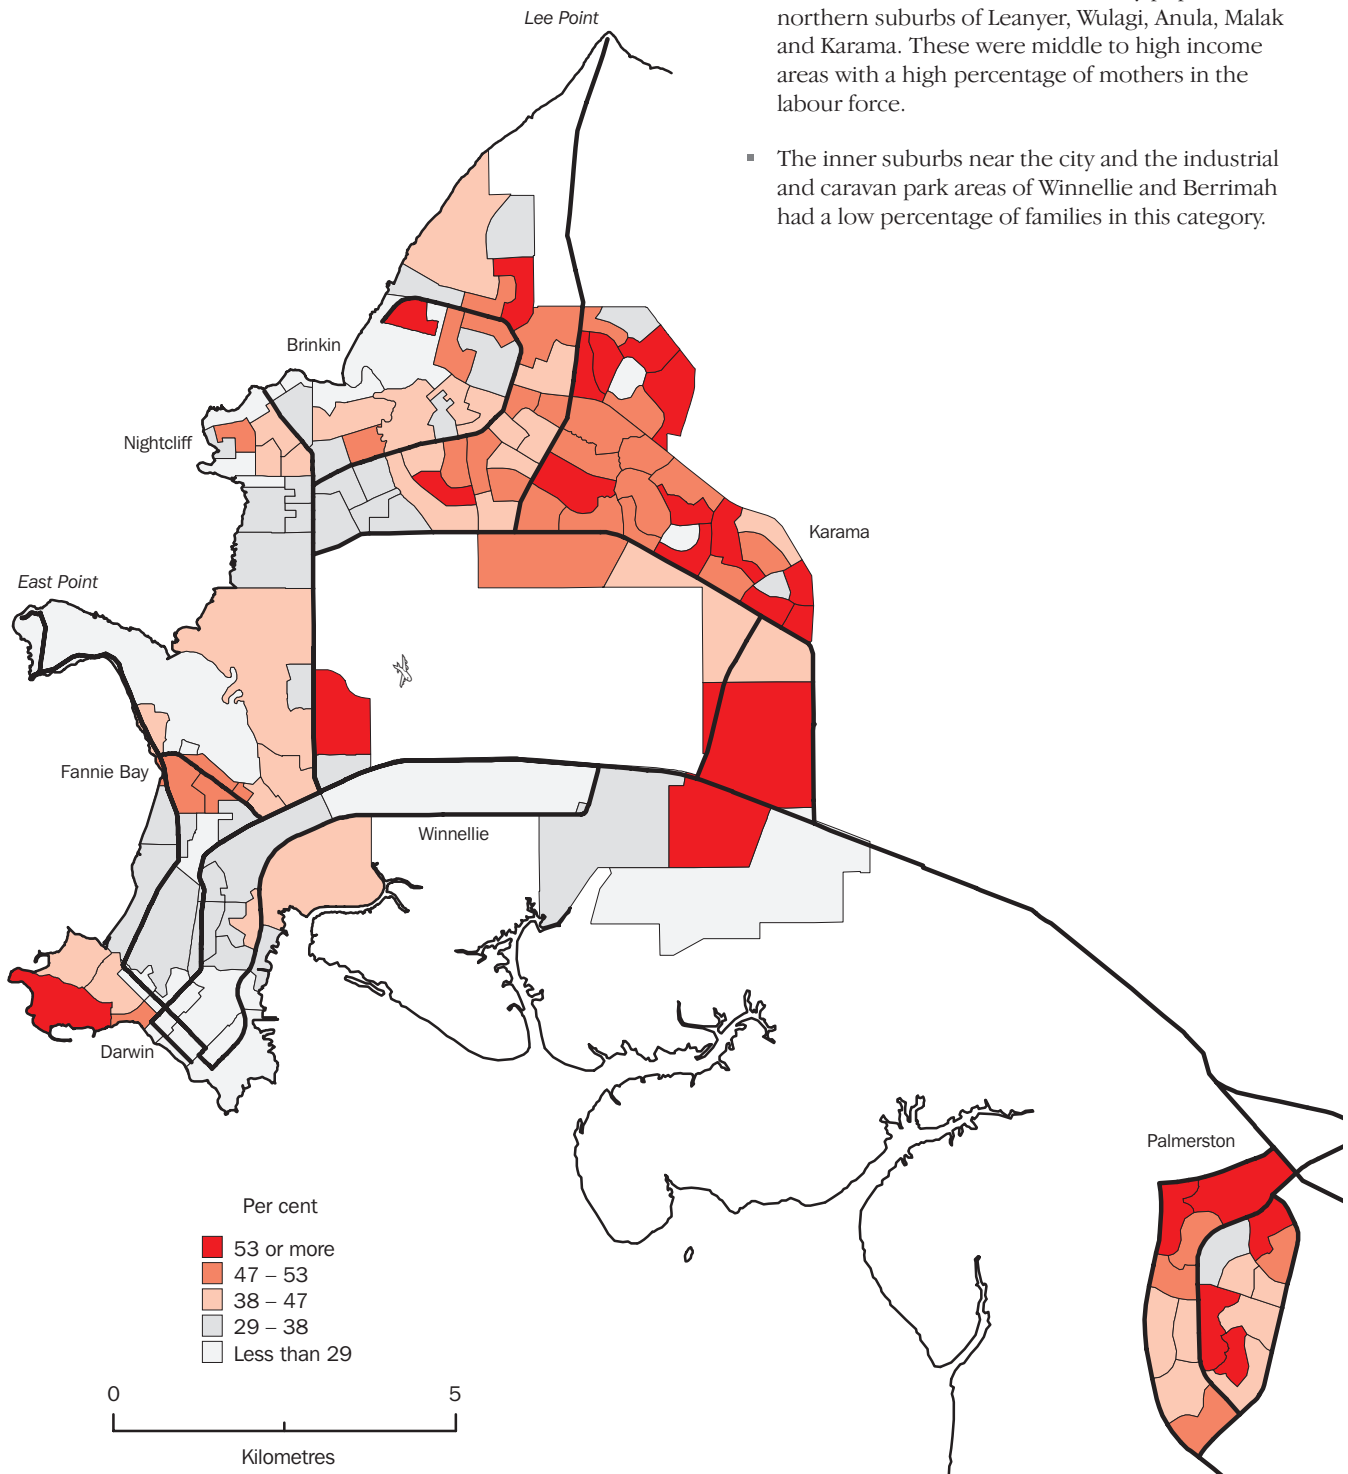 Lee Point
northern suburbs of Leanyer, Wulagi, Anula, Malak
and Karama. These were middle to high income
areas with a high percentage of mothers in the
labour force.
▪ The inner suburbs near the city and the industrial
and caravan park areas of Winnellie and Berrimah
had a low percentage of families in this category.
Brinkin
Nightcliff
Karama
East Point
Fannie Bay
Winnellie
Darwin
Palmerston
Per cent
53 or more
47 – 53
38 – 47
29 – 38
Less than 29
0 5
Kilometres